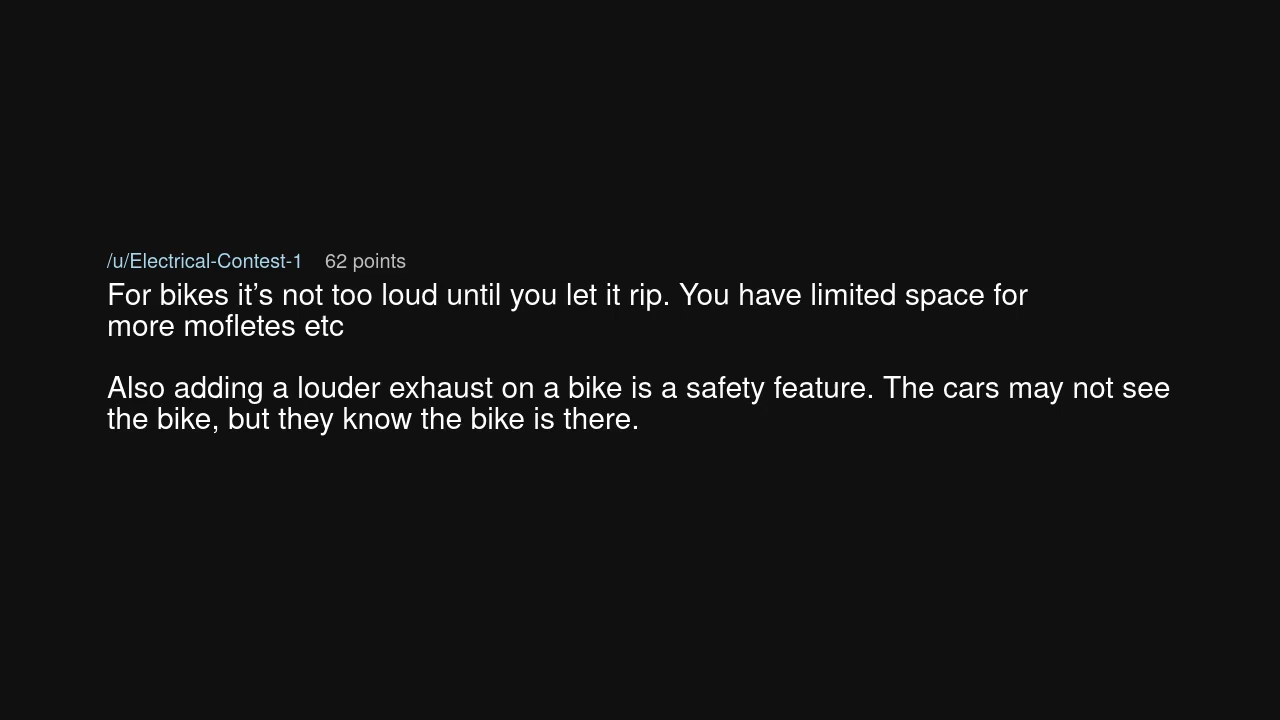 /u/Electrical-Contest-1 62 points
For bikes it’s not too loud until you let it rip. You have limited space for
more mofletes etc
Also adding a louder exhaust on a bike is a safety feature. The cars may not see
the bike, but they know the bike is there.